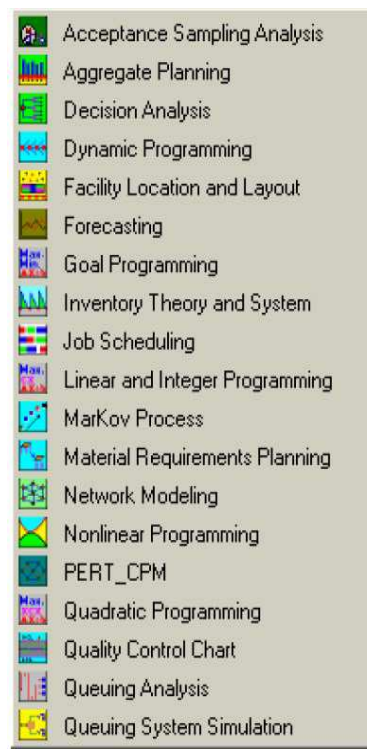 Acceptance Sampling Analysis
Aggregate Planning
Decision Analysis
Dynamic Programming
Facility Location and Layout
Forecasting
Goal Programming
Inventory Theory and System
Job Scheduling
Linear and Integer Programming
MarKov Process
Material Requirements Planning
Network Modeling
Nonlinear Programming
PERT_CPM
Quadratic Programming
Quality Control Chart
Queuing Analysis
Queuing System Simulation